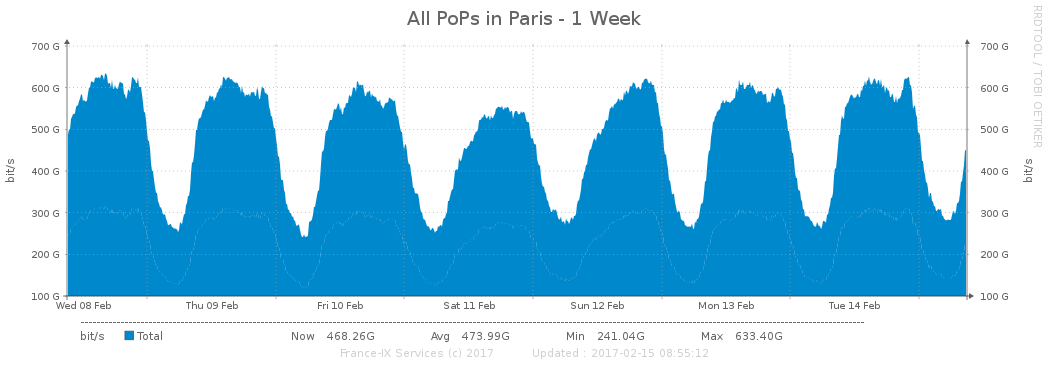 All PoPs in Paris - 1 Week
RRDTOOL / TOBI OETIKER
700 G 700 G
600 G 600 G
500 G 500 G
400 G 400 G
300 G 300 G
200 G 200 G
100 G 100 G
bit/s bit/s
Wed 08 Feb Thu 09 Feb Fri 10 Feb Sat 11 Feb Sun 12 Feb Mon 13 Feb Tue 14 Feb
bit/s Total Now 468.26G Avg 473.99G Min 241.04G Max 633.40G
France-IX Services (c) 2017 Updated : 2017-02-15 08:55:12